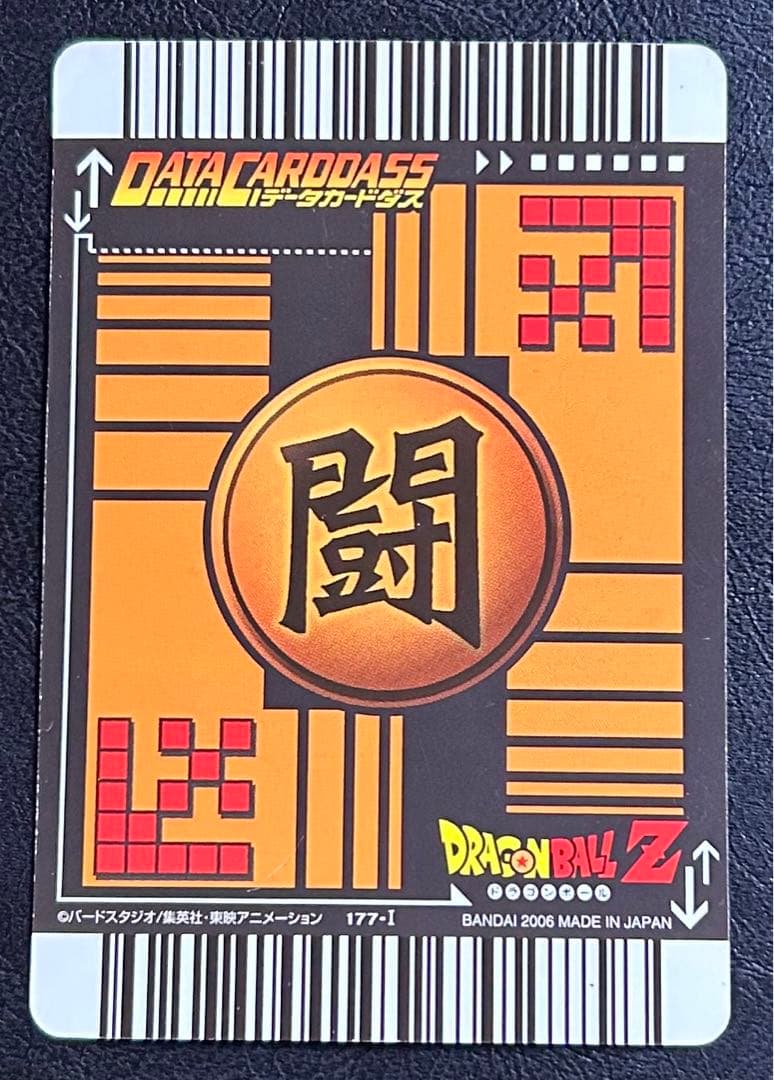 DATA CARDDASS
データカードダス
闘
DRAGONBALL Z
ドラゴンボール
©バードスタジオ/集英社・東映アニメーション 177-I
BANDAI 2006 MADE IN JAPAN